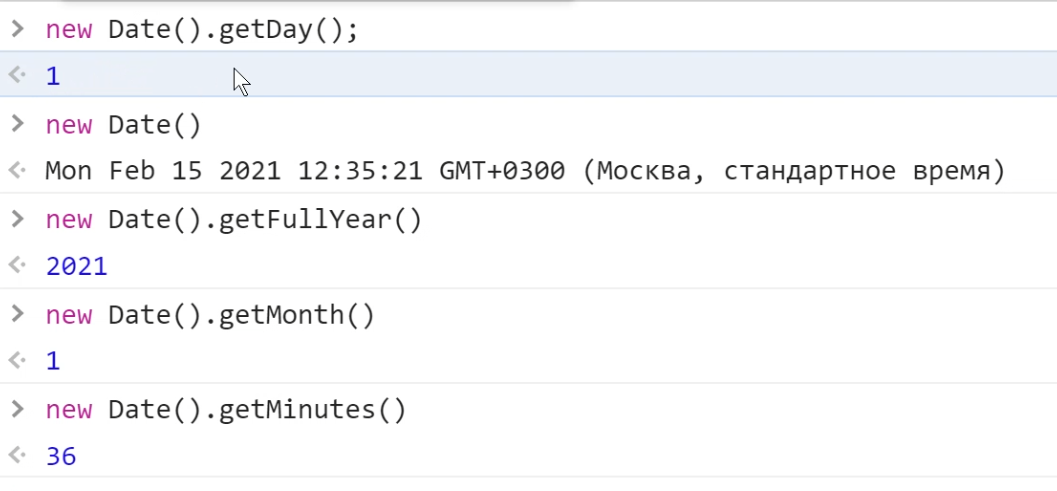 new Date().getDay();
1
new Date()
Mon Feb 15 2021 12:35:21 GMT+0300 (Москва, стандартное время)
new Date().getFullYear()
2021
new Date().getMonth()
1
new Date().getMinutes()
36